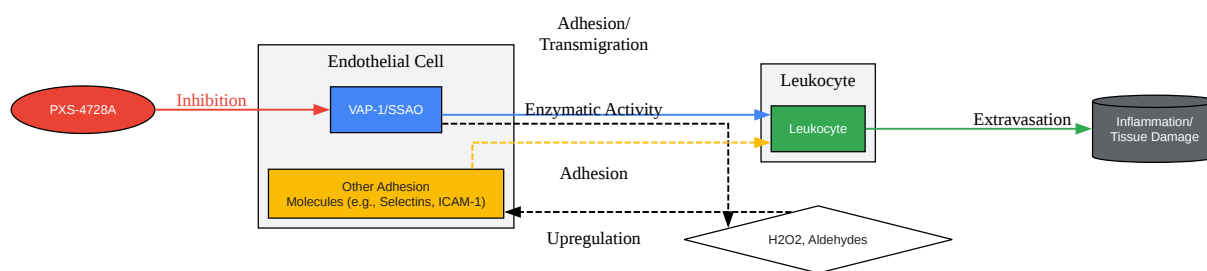 Adhesion/
Transmigration
Endothelial Cell
Leukocyte
PXS-4728A
Inhibition
VAP-1/SSAO
Enzymatic Activity
Leukocyte
Extravasation
Inflammation/
Tissue Damage
Other Adhesion
Molecules (e.g., Selectins, ICAM-1)
Adhesion
Upregulation
H2O2, Aldehydes